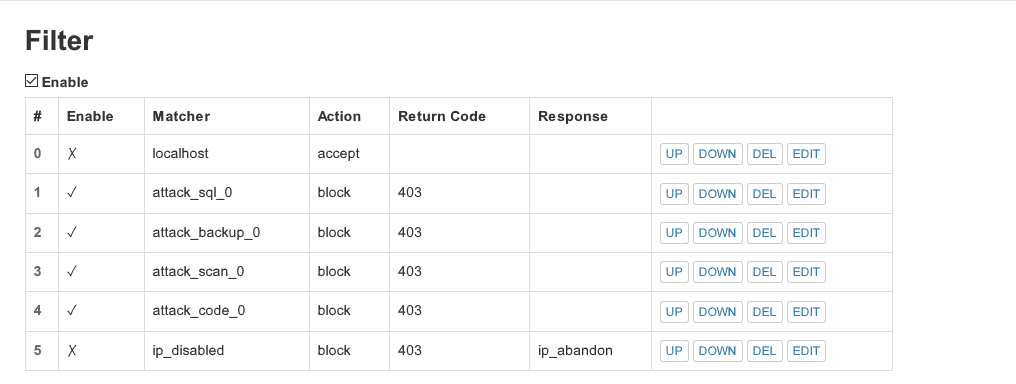 Filter
Enable
# Enable Matcher Action Return Code Response
0 ✗ localhost accept UP DOWN DEL EDIT
1 ✓ attack_sql_0 block 403 UP DOWN DEL EDIT
2 ✓ attack_backup_0 block 403 UP DOWN DEL EDIT
3 ✓ attack_scan_0 block 403 UP DOWN DEL EDIT
4 ✓ attack_code_0 block 403 UP DOWN DEL EDIT
5 ✗ ip_disabled block 403 ip_abandon UP DOWN DEL EDIT